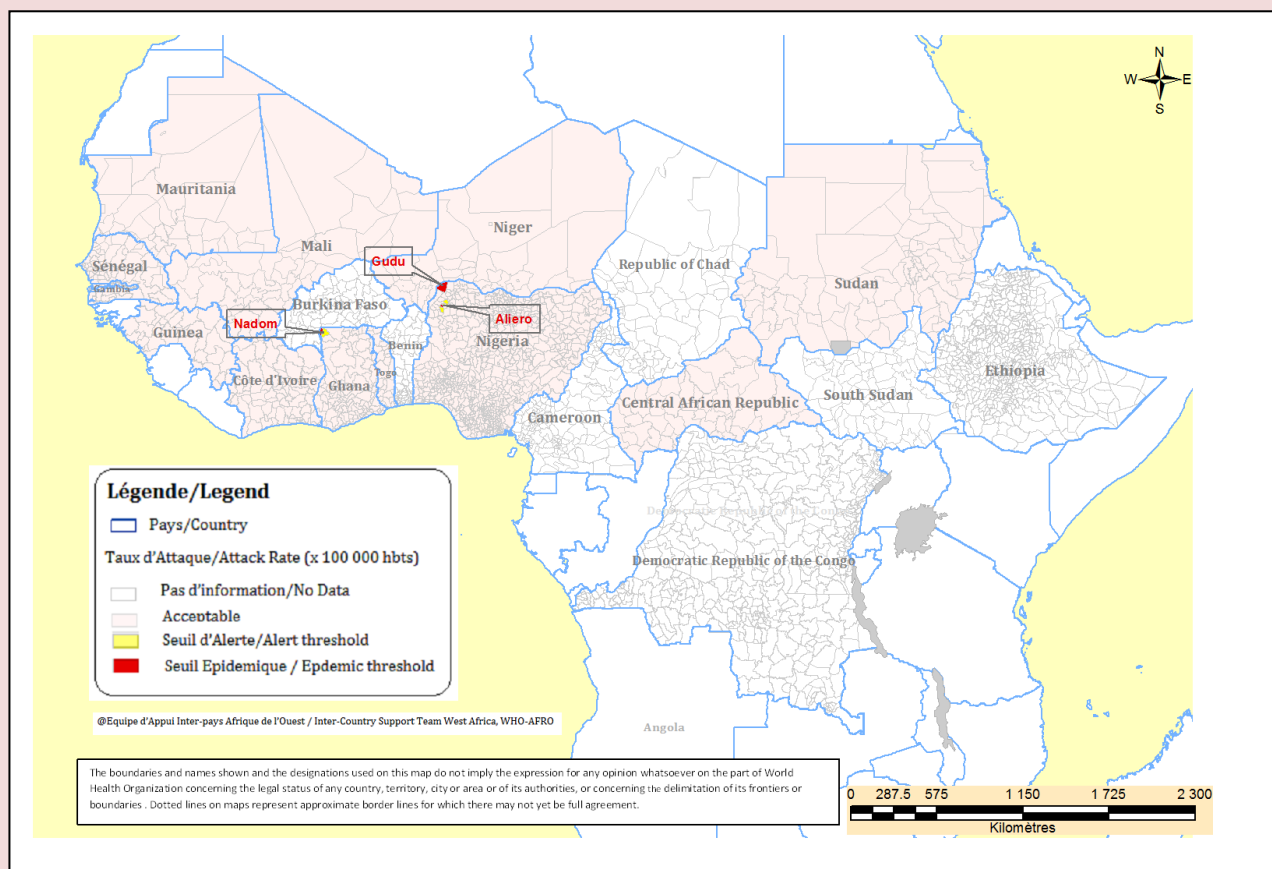 N
W E
S
Mauritania
Mali
Niger
Sénégal
Gambia
Gudu
Republic of Chad
Sudan
Burkina Faso
Nadom
Aliero
Guinea
Benin
Nigeria
Togo
Côte d'Ivoire
Ghana
Ethiopia
Central African Republic
South Sudan
Cameroon
Democratic Republic of the Congo
Democratic Republic of the Congo
Angola
Légende/Legend
Pays/Country
Taux d'Attaque/Attack Rate (x 100 000 hbts)
Pas d'information/No Data
Acceptable
Seuil d'Alerte/Alert threshold
Seuil Epidemique / Epdemic threshold
@Equipe d'Appui Inter-pays Afrique de l'Ouest / Inter-Country Support Team West Africa, WHO-AFRO
The boundaries and names shown and the designations used on this map do not imply the expression for any opinion whatsoever on the part of World
Health Organization concerning the legal status of any country, territory, city or area or of its authorities, or concerning the delimitation of its frontiers or
boundaries . Dotted lines on maps represent approximate border lines for which there may not yet be full agreement.
0 287.5 575 1 150 1 725 2 300
Kilomètres